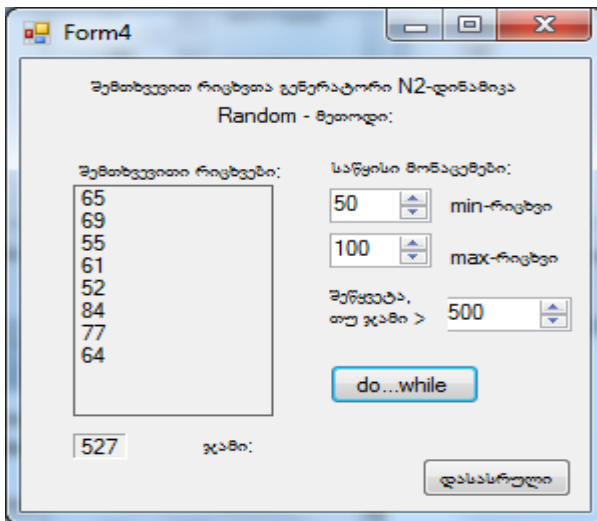 Form4
შემთხვევით რიცხვთა გენერატორი N2-დინამიკა
Random - მეთოდი:
შემთხვევითი რიცხვები:
65
69
55
61
52
84
77
64
527
ჯამი:
საწყისი მონაცემები:
50
min-რიცხვი
100
max-რიცხვი
შეწყვეტა,
თუ ჯამი >
500
do...while
დასასრული